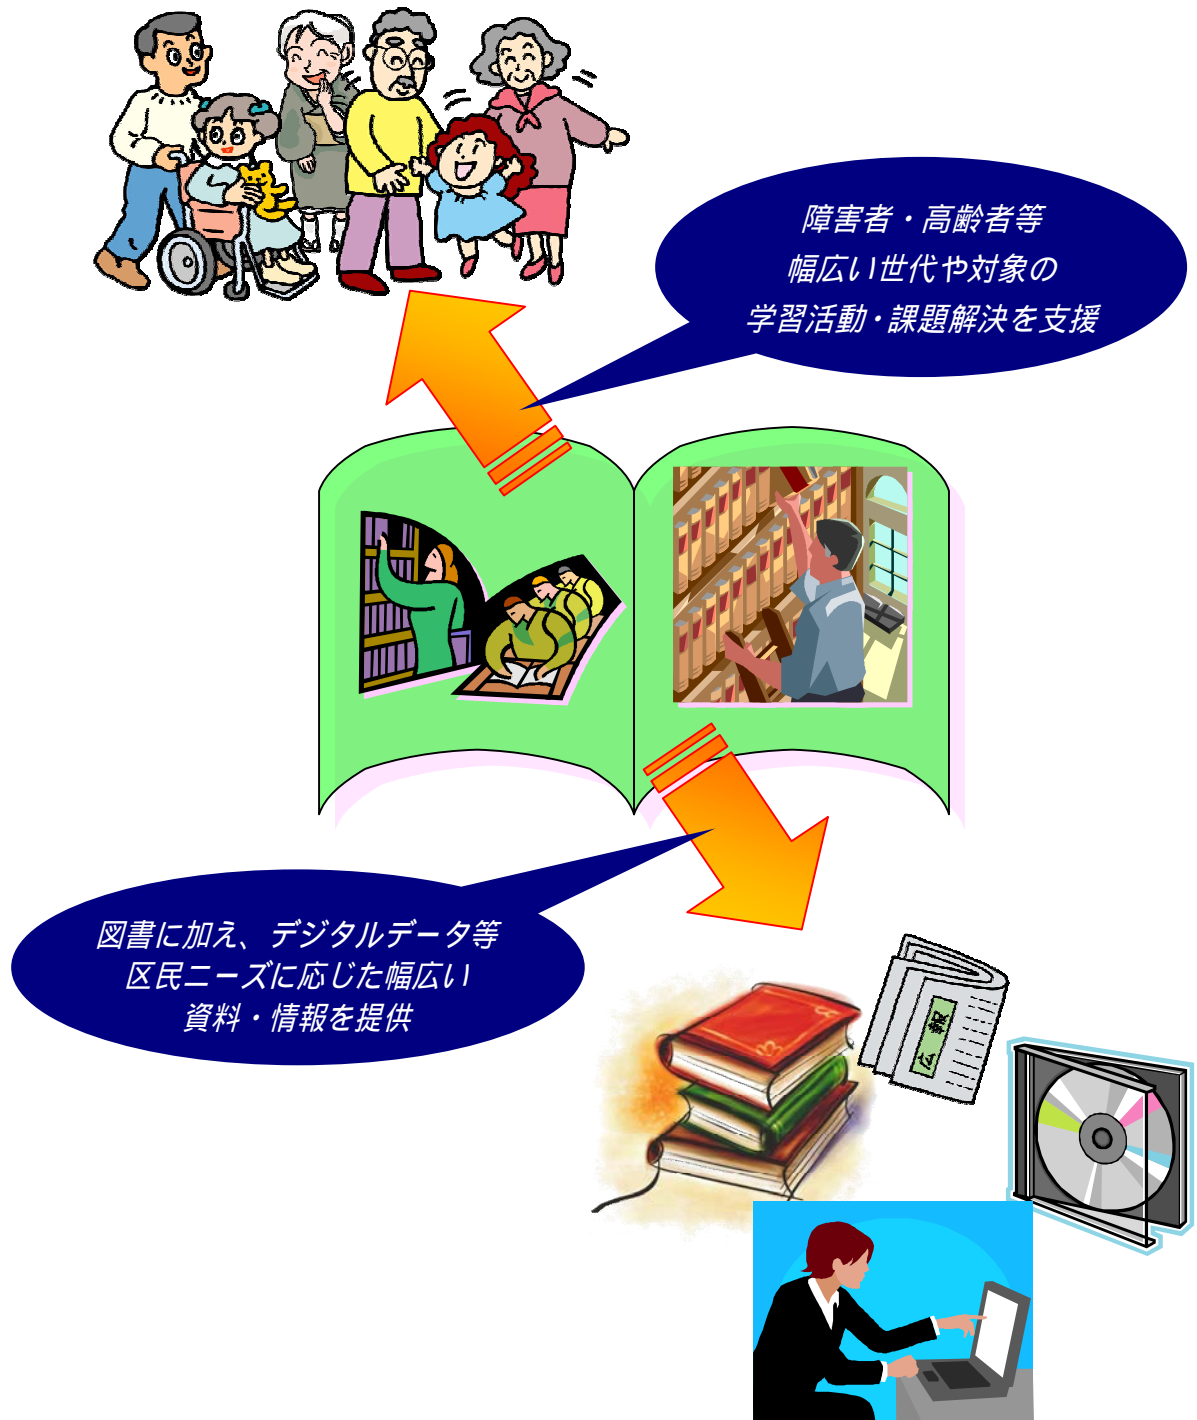 障害者・高齢者等
幅広い世代や対象の
学習活動・課題解決を支援
図書に加え、デジタルデータ等
区民ニーズに応じた幅広い
資料・情報を提供
広報